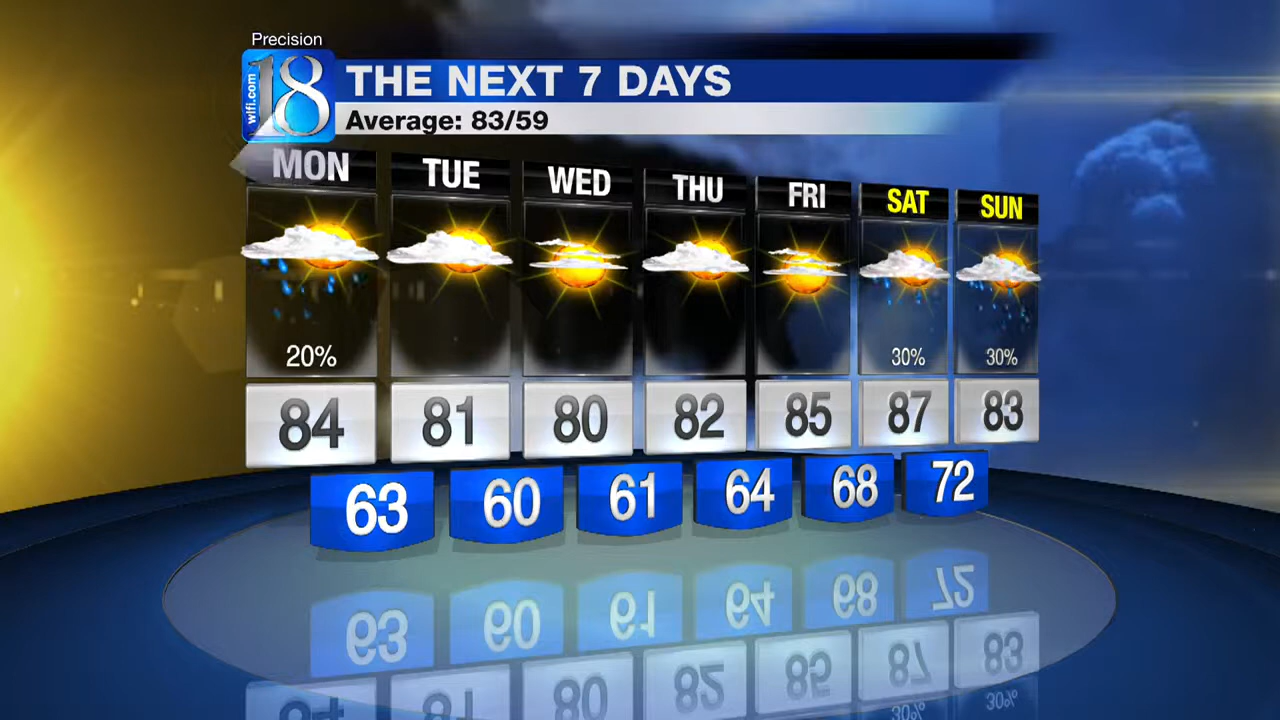 Precision
wlfi.com
18
THE NEXT 7 DAYS
Average: 83/59
MON TUE WED THU FRI SAT SUN
20% 30% 30%
84 81 80 82 85 87 83
63 60 61 64 68 72